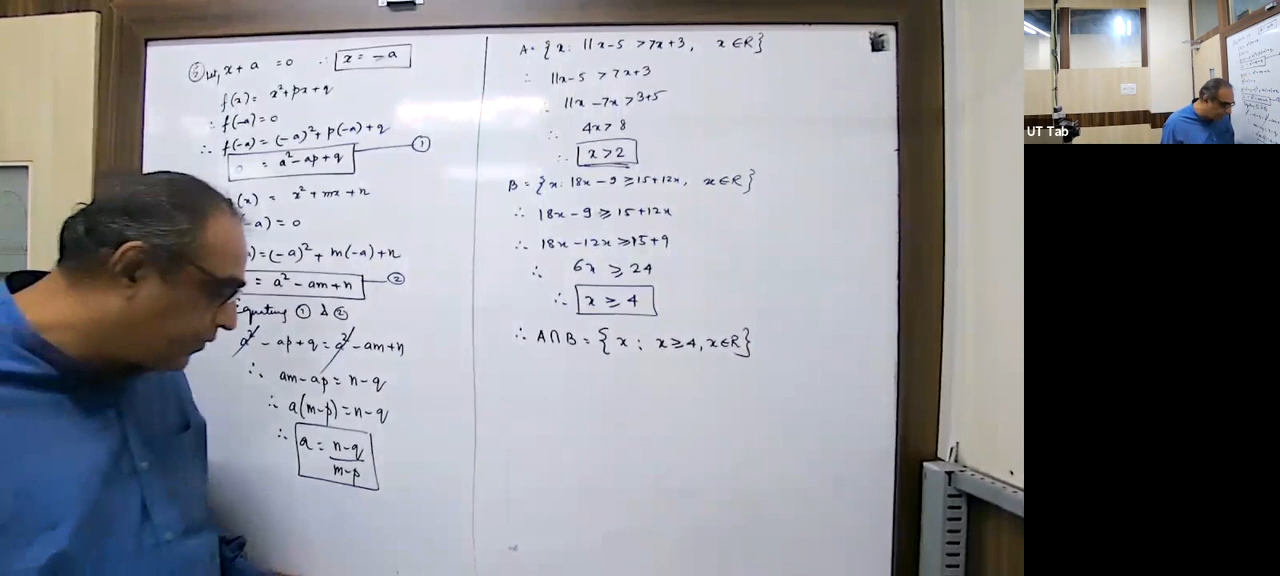 ② Let, x + a = 0 ∴ x = -a
f(x) = x² + px + q
∴ f(-a) = 0
∴ f(-a) = (-a)² + p(-a) + q
0 = a² - ap + q ①
(x) = x² + mx + n
-a) = 0
) = (-a)² + m(-a) + n
= a² - am + n ②
Equating ① & ②
a² - ap + q = a² - am + n
∴ am - ap = n - q
∴ a(m-p) = n - q
∴ a = n-q / m-p
A = { x : 11x - 5 > 7x + 3, x ∈ R }
∴ 11x - 5 > 7x + 3
∴ 11x - 7x > 3 + 5
∴ 4x > 8
∴ x > 2
B = { x : 18x - 9 ≥ 15 + 12x, x ∈ R }
∴ 18x - 9 ≥ 15 + 12x
∴ 18x - 12x ≥ 15 + 9
∴ 6x ≥ 24
∴ x ≥ 4
∴ A ∩ B = { x : x ≥ 4, x ∈ R }
UT Tab